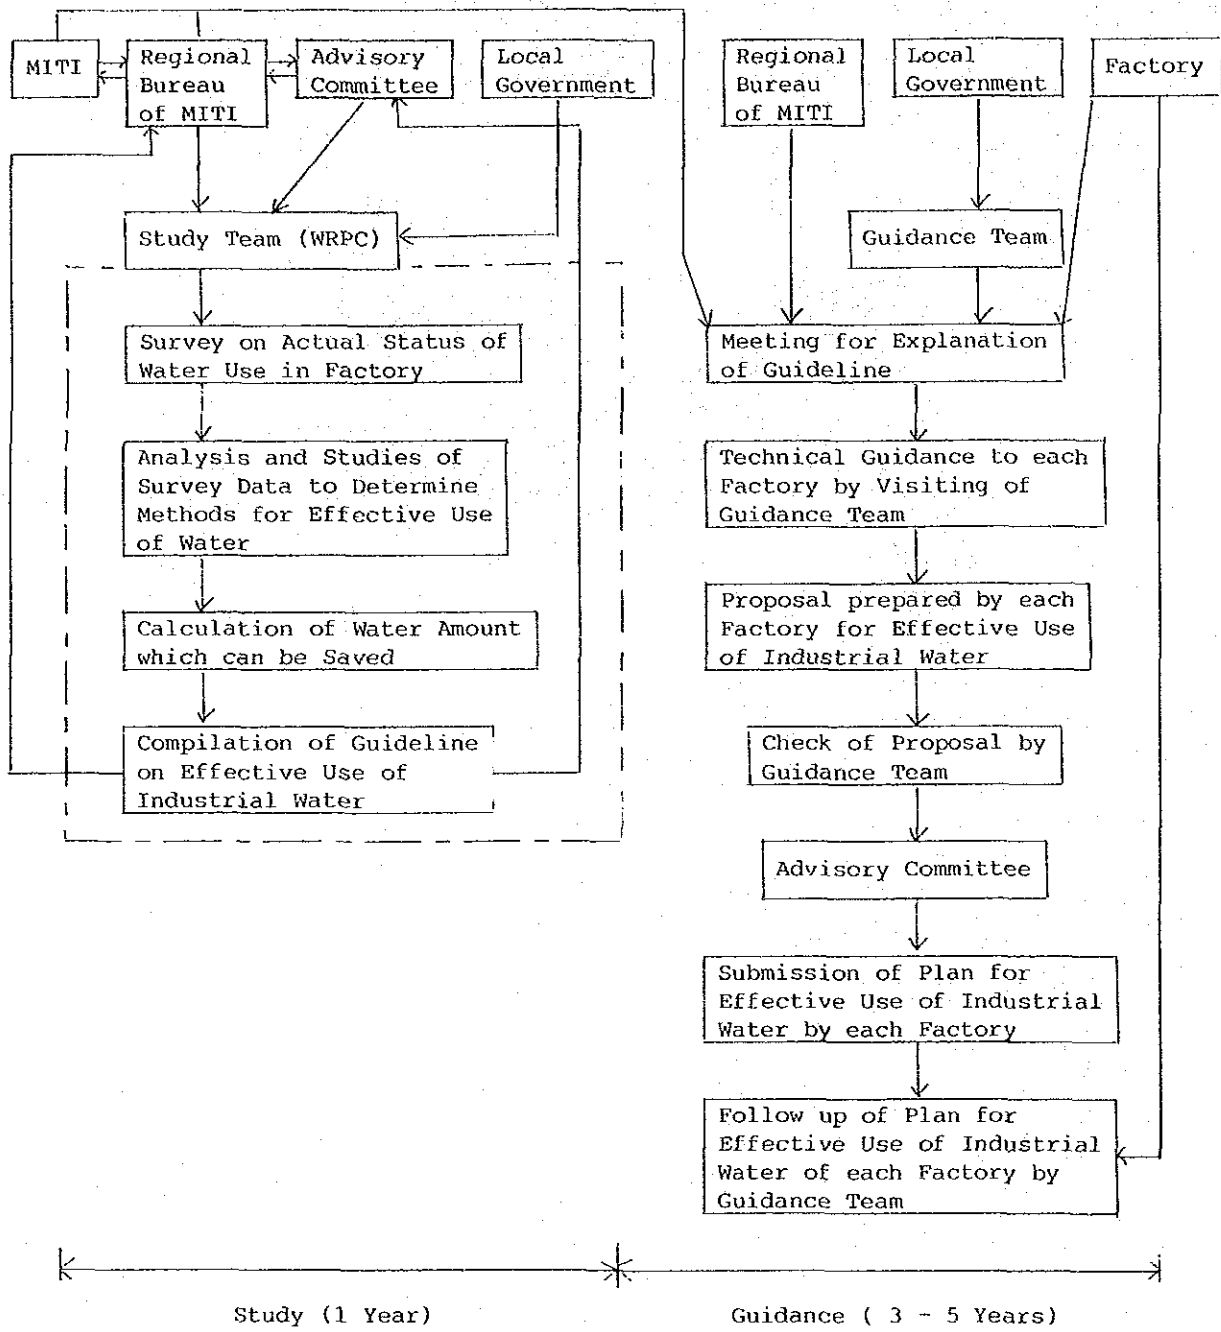 MITI
Regional
Bureau
of MITI
Advisory
Committee
Local
Government
Study Team (WRPC)
Survey on Actual Status of
Water Use in Factory
Analysis and Studies of
Survey Data to Determine
Methods for Effective Use
of Water
Calculation of Water Amount
which can be Saved
Compilation of Guideline
on Effective Use of
Industrial Water
Regional
Bureau
of MITI
Local
Government
Factory
Guidance Team
Meeting for Explanation
of Guideline
Technical Guidance to each
Factory by Visiting of
Guidance Team
Proposal prepared by each
Factory for Effective Use
of Industrial Water
Check of Proposal by
Guidance Team
Advisory Committee
Submission of Plan for
Effective Use of Industrial
Water by each Factory
Follow up of Plan for
Effective Use of Industrial
Water of each Factory by
Guidance Team
Study (1 Year)
Guidance ( 3 - 5 Years)